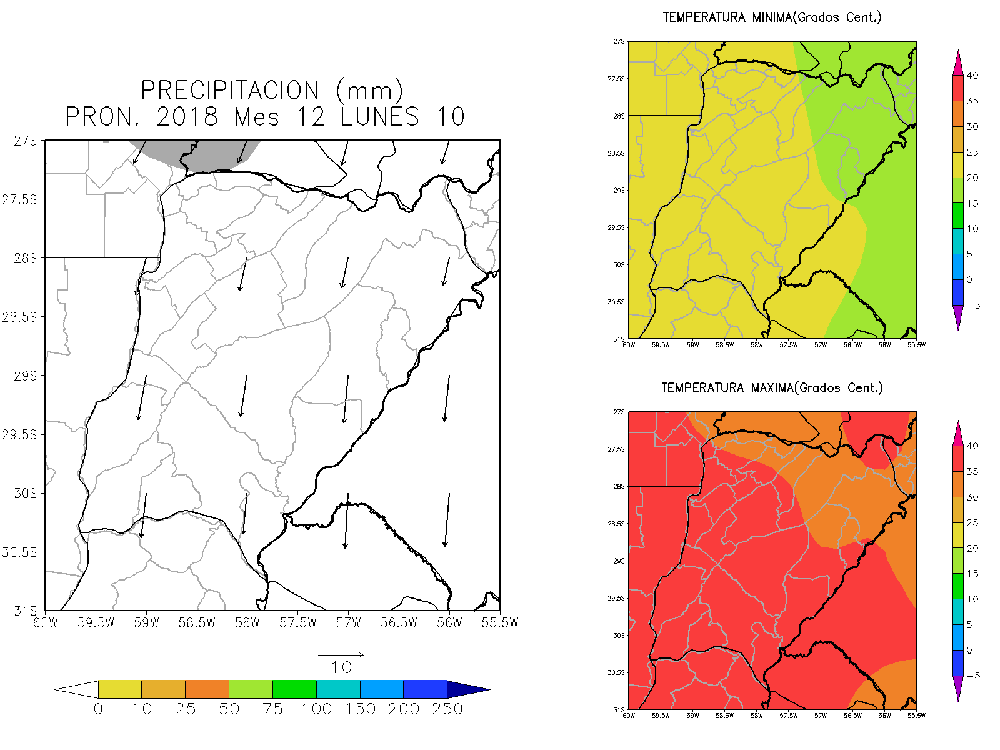 PRECIPITACION (mm)
PRON. 2018 Mes 12 LUNES 10
27S
27.5S
28S
28.5S
29S
29.5S
30S
30.5S
31S
60W 59.5W 59W 58.5W 58W 57.5W 57W 56.5W 56W 55.5W
10
0 10 25 50 75 100 150 200 250
TEMPERATURA MINIMA(Grados Cent.)
27S
27.5S
28S
28.5S
29S
29.5S
30S
30.5S
31S
60W 59.5W 59W 58.5W 58W 57.5W 57W 56.5W 56W 55.5W
40
35
30
25
20
15
10
5
0
-5
TEMPERATURA MAXIMA(Grados Cent.)
27S
27.5S
28S
28.5S
29S
29.5S
30S
30.5S
31S
60W 59.5W 59W 58.5W 58W 57.5W 57W 56.5W 56W 55.5W
40
35
30
25
20
15
10
5
0
-5